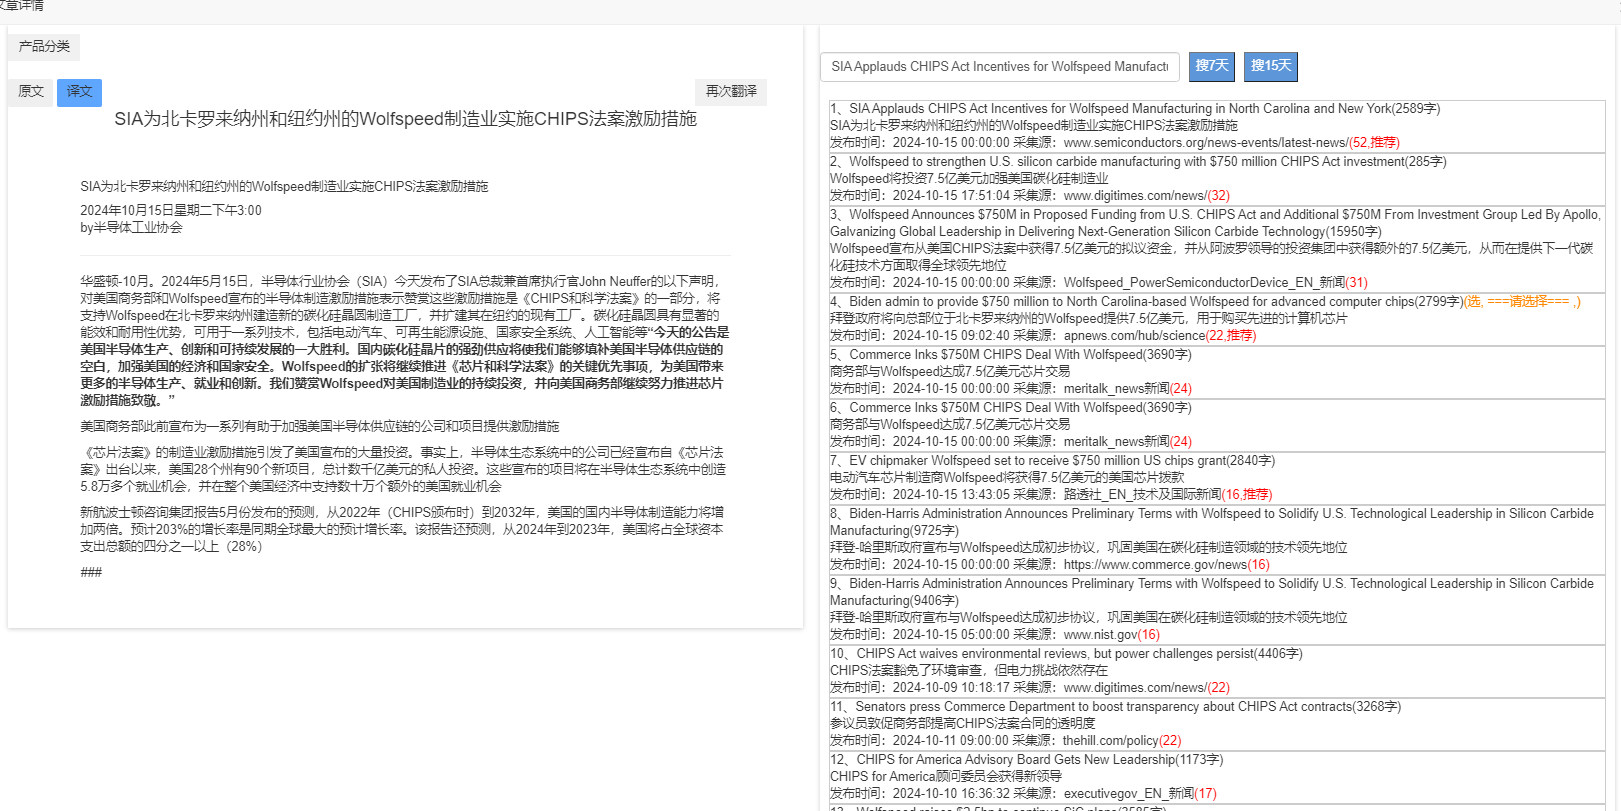 文章详情
产品分类
原文 译文 再次翻译
SIA为北卡罗来纳州和纽约州的Wolfspeed制造业实施CHIPS法案激励措施
SIA为北卡罗来纳州和纽约州的Wolfspeed制造业实施CHIPS法案激励措施
2024年10月15日星期二下午3:00
by半导体工业协会
华盛顿-10月。2024年5月15日，半导体行业协会（SIA）今天发布了SIA总裁兼首席执行官John Neuffer的以下声明，
对美国商务部和Wolfspeed宣布的半导体制造激励措施表示赞赏这些激励措施是《CHIPS和科学法案》的一部分，将
支持Wolfspeed在北卡罗来纳州建造新的碳化硅晶圆制造工厂，并扩建其在纽约的现有工厂。碳化硅晶圆具有显著的
能效和耐用性优势，可用于一系列技术，包括电动汽车、可再生能源设施、国家安全系统、人工智能等“今天的公告是
美国半导体生产、创新和可持续发展的一大胜利。国内碳化硅晶片的强劲供应将使我们能够填补美国半导体供应链的
空白，加强美国的经济和国家安全。Wolfspeed的扩张将继续推进《芯片和科学法案》的关键优先事项，为美国带来
更多的半导体生产、就业和创新。我们赞赏Wolfspeed对美国制造业的持续投资，并向美国商务部继续努力推进芯片
激励措施致敬。”
美国商务部此前宣布为一系列有助于加强美国半导体供应链的公司和项目提供激励措施
《芯片法案》的制造业激励措施引发了美国宣布的大量投资。事实上，半导体生态系统中的公司已经宣布自《芯片法
案》出台以来，美国28个州有90个新项目，总计数千亿美元的私人投资。这些宣布的项目将在半导体生态系统中创造
5.8万多个就业机会，并在整个美国经济中支持数十万个额外的美国就业机会
新航波士顿咨询集团报告5月份发布的预测，从2022年（CHIPS颁布时）到2032年，美国的国内半导体制造能力将增
加两倍。预计203%的增长率是同期全球最大的预计增长率。该报告还预测，从2024年到2023年，美国将占全球资本
支出总额的四分之一以上（28%）
###
SIA Applauds CHIPS Act Incentives for Wolfspeed Manufactu 搜7天 搜15天
1、SIA Applauds CHIPS Act Incentives for Wolfspeed Manufacturing in North Carolina and New York(2589字)
SIA为北卡罗来纳州和纽约州的Wolfspeed制造业实施CHIPS法案激励措施
发布时间：2024-10-15 00:00:00 采集源：www.semiconductors.org/news-events/latest-news/(52,推荐)
2、Wolfspeed to strengthen U.S. silicon carbide manufacturing with $750 million CHIPS Act investment(285字)
Wolfspeed将投资7.5亿美元加强美国碳化硅制造业
发布时间：2024-10-15 17:51:04 采集源：www.digitimes.com/news/(32)
3、Wolfspeed Announces $750M in Proposed Funding from U.S. CHIPS Act and Additional $750M From Investment Group Led By Apollo,
Galvanizing Global Leadership in Delivering Next-Generation Silicon Carbide Technology(15950字)
Wolfspeed宣布从美国CHIPS法案中获得7.5亿美元的拟议资金，并从阿波罗领导的投资集团中获得额外的7.5亿美元，从而在提供下一代碳
化硅技术方面取得全球领先地位
发布时间：2024-10-15 00:00:00 采集源：Wolfspeed_PowerSemiconductorDevice_EN_新闻(31)
4、Biden admin to provide $750 million to North Carolina-based Wolfspeed for advanced computer chips(2799字)(选, ===请选择=== ,)
拜登政府将向总部位于北卡罗来纳州的Wolfspeed提供7.5亿美元，用于购买先进的计算机芯片
发布时间：2024-10-15 09:02:40 采集源：apnews.com/hub/science(22,推荐)
5、Commerce Inks $750M CHIPS Deal With Wolfspeed(3690字)
商务部与Wolfspeed达成7.5亿美元芯片交易
发布时间：2024-10-15 00:00:00 采集源：meritalk_news新闻(24)
6、Commerce Inks $750M CHIPS Deal With Wolfspeed(3690字)
商务部与Wolfspeed达成7.5亿美元芯片交易
发布时间：2024-10-15 00:00:00 采集源：meritalk_news新闻(24)
7、EV chipmaker Wolfspeed set to receive $750 million US chips grant(2840字)
电动汽车芯片制造商Wolfspeed将获得7.5亿美元的美国芯片拨款
发布时间：2024-10-15 13:43:05 采集源：路透社_EN_技术及国际新闻(16,推荐)
8、Biden-Harris Administration Announces Preliminary Terms with Wolfspeed to Solidify U.S. Technological Leadership in Silicon Carbide
Manufacturing(9725字)
拜登-哈里斯政府宣布与Wolfspeed达成初步协议，巩固美国在碳化硅制造领域的技术领先地位
发布时间：2024-10-15 00:00:00 采集源：https://www.commerce.gov/news(16)
9、Biden-Harris Administration Announces Preliminary Terms with Wolfspeed to Solidify U.S. Technological Leadership in Silicon Carbide
Manufacturing(9406字)
拜登-哈里斯政府宣布与Wolfspeed达成初步协议，巩固美国在碳化硅制造领域的技术领先地位
发布时间：2024-10-15 05:00:00 采集源：www.nist.gov(16)
10、CHIPS Act waives environmental reviews, but power challenges persist(4406字)
CHIPS法案豁免了环境审查，但电力挑战依然存在
发布时间：2024-10-09 10:18:17 采集源：www.digitimes.com/news/(22)
11、Senators press Commerce Department to boost transparency about CHIPS Act contracts(3268字)
参议员敦促商务部提高CHIPS法案合同的透明度
发布时间：2024-10-11 09:00:00 采集源：thehill.com/policy(22)
12、CHIPS for America Advisory Board Gets New Leadership(1173字)
CHIPS for America顾问委员会获得新领导
发布时间：2024-10-10 16:36:32 采集源：executivegov_EN_新闻(17)
13、Wolfspeed raises $2.5bn to continue SiC plans(3585字)